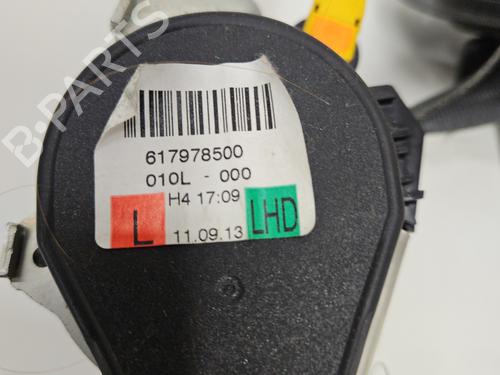 B-PARTS
617978500
010L - 000
H4 17:09
L
11.09.13
LHD